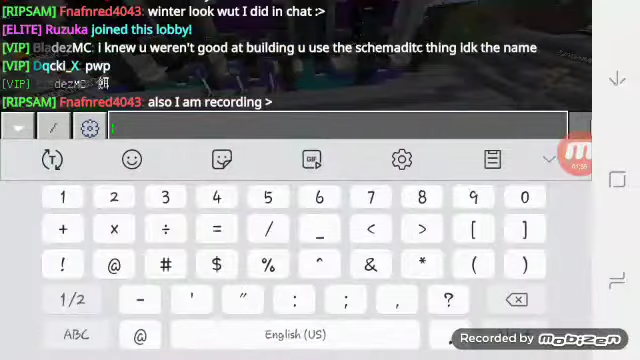 [RIPSAM] Fnafnred4043: winter look wut I did in chat :>
[ELITE] Ruzuka joined this lobby!
[VIP] BladezMC: i knew u weren't good at building u use the schemaditc thing idk the name
[VIP] Dqcki_X: pwp
[VIP] BladezMC:
[RIPSAM] Fnafnred4043: also I am recording >
/
T GIF
1 2 3 4 5 6 7 8 9 0
+ × ÷ = / _ < > [ ]
! @ # $ % ^ & * ( )
1/2 - ' " : ; , ?
ABC @ English (US) .
Recorded by MOBIZEN